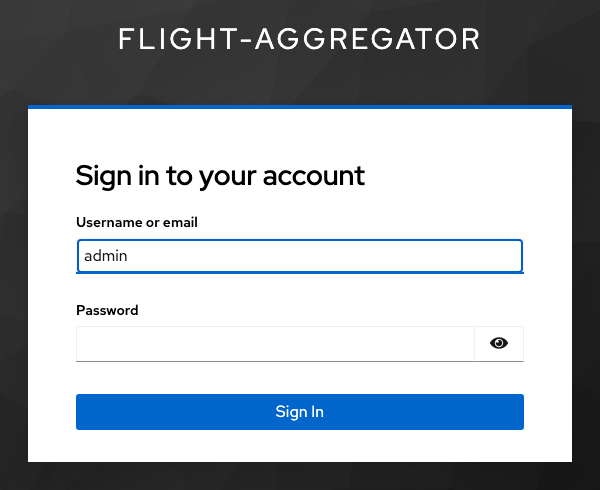 FLIGHT-AGGREGATOR
Sign in to your account
Username or email
admin
Password
Sign In